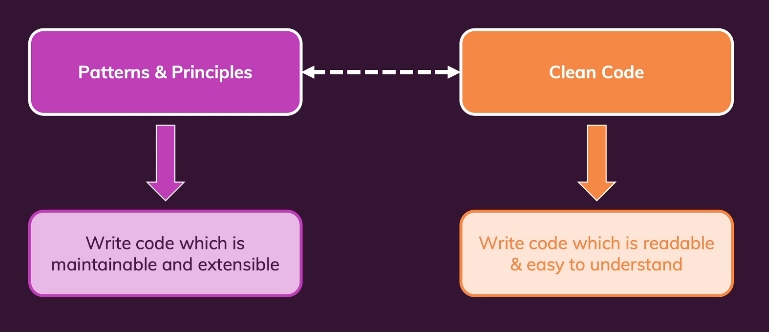 Patterns & Principles
Clean Code
Write code which is
maintainable and extensible
Write code which is readable
& easy to understand